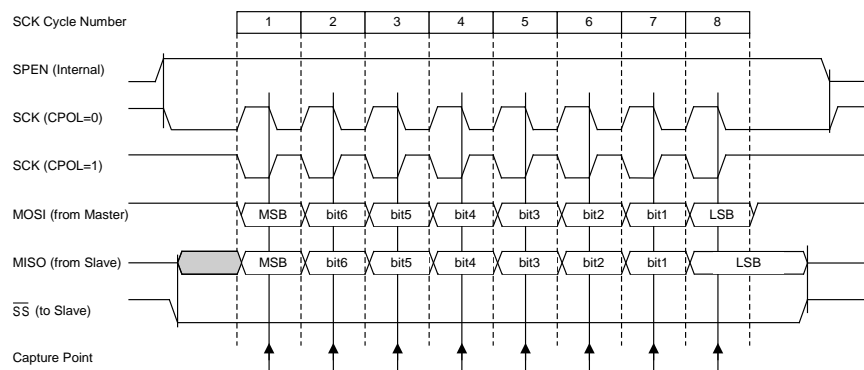 SCK Cycle Number 1 2 3 4 5 6 7 8
SPEN (Internal)
SCK (CPOL=0)
SCK (CPOL=1)
MOSI (from Master) MSB bit6 bit5 bit4 bit3 bit2 bit1 LSB
MISO (from Slave) MSB bit6 bit5 bit4 bit3 bit2 bit1 LSB
SS (to Slave)
Capture Point